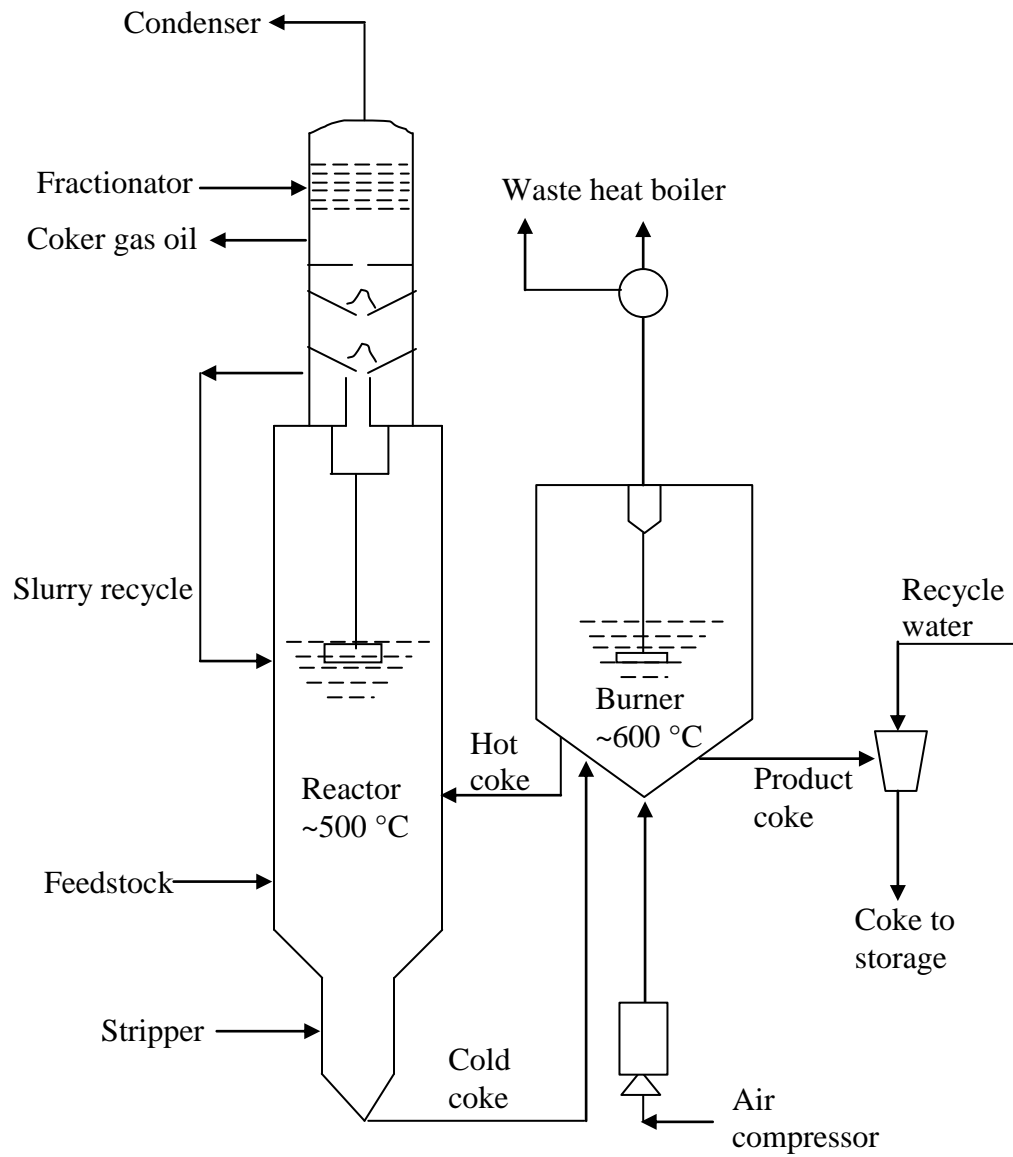 Condenser
Fractionator
Waste heat boiler
Coker gas oil
Slurry recycle
Recycle
water
Burner
~600 °C
Hot
coke
Reactor
~500 °C
Product
coke
Feedstock
Coke to
storage
Stripper
Cold
coke
Air
compressor